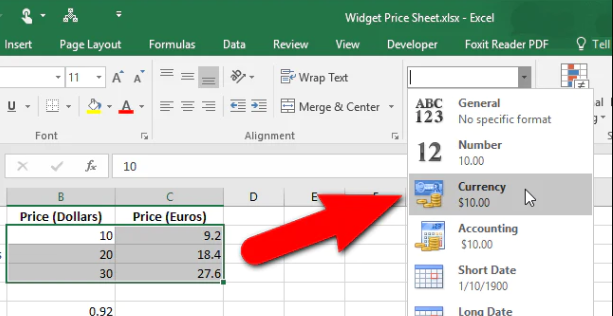 Widget Price Sheet.xlsx - Excel
Insert Page Layout Formulas Data Review View Developer Foxit Reader PDF Tell
11 A A Wrap Text
U A Merge & Center
Font Alignment
ABC 123 General
No specific format
12 Number
10.00
Currency
$10.00
Accounting
$10.00
Short Date
1/10/1900
Long Date
fx 10
B C D E F
Price (Dollars) Price (Euros)
10 9.2
20 18.4
30 27.6
0.92